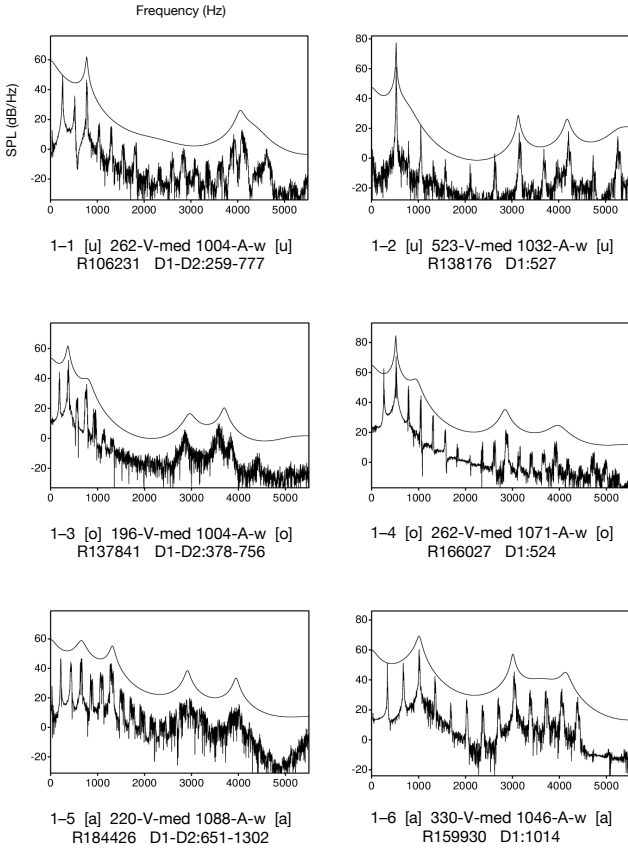 Frequency (Hz)
SPL (dB/Hz)
60
40
20
0
-20
0 1000 2000 3000 4000 5000
80
60
40
20
0
-20
0 1000 2000 3000 4000 5000
1–1 [u] 262-V-med 1004-A-w [u]
R106231 D1-D2:259-777
1–2 [u] 523-V-med 1032-A-w [u]
R138176 D1:527
60
40
20
0
-20
0 1000 2000 3000 4000 5000
80
60
40
20
0
0 1000 2000 3000 4000 5000
1–3 [o] 196-V-med 1004-A-w [o]
R137841 D1-D2:378-756
1–4 [o] 262-V-med 1071-A-w [o]
R166027 D1:524
60
40
20
0
-20
0 1000 2000 3000 4000 5000
80
60
40
20
0
-20
0 1000 2000 3000 4000 5000
1–5 [a] 220-V-med 1088-A-w [a]
R184426 D1-D2:651-1302
1–6 [a] 330-V-med 1046-A-w [a]
R159930 D1:1014